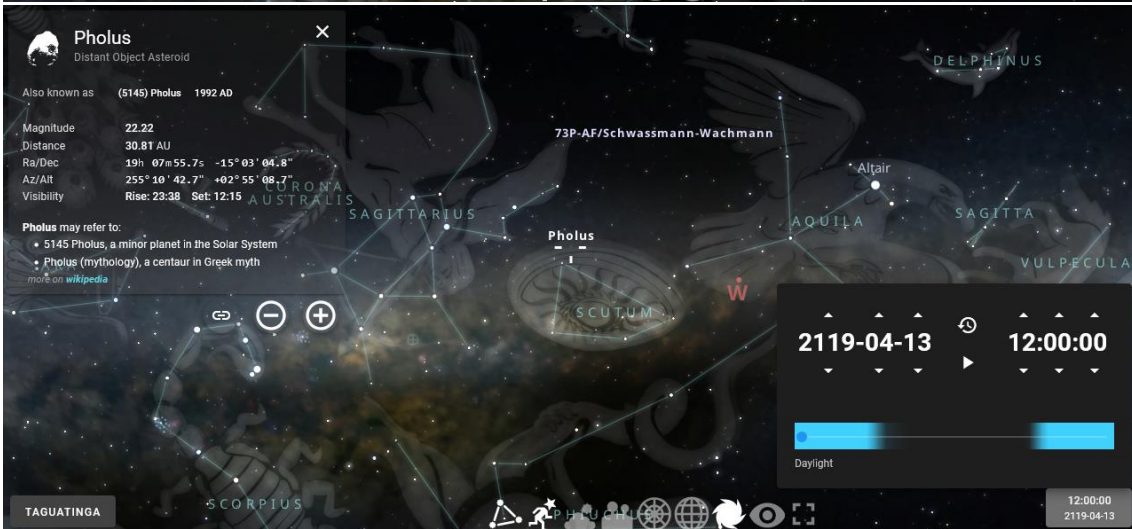 Pholus
Distant Object Asteroid
Also known as (5145) Pholus 1992 AD
Magnitude 22.22
Distance 30.81 AU
Ra/Dec 19h 07m55.7s -15°03'04.8"
Az/Alt 255°10'42.7" +02°55'08.7"
Visibility Rise: 23:38 Set: 12:15
Pholus may refer to:
5145 Pholus, a minor planet in the Solar System
Pholus (mythology), a centaur in Greek myth
more on wikipedia
DELPHINUS
73P-AF/Schwassmann-Wachmann
Altair
CORONA
AUSTRALIS
SAGITTARIUS
AQUILA
SAGITTA
Pholus
VULPECULA
SCUTUM
2119-04-13 12:00:00
Daylight
SCORPIUS
TAGUATINGA
12:00:00
2119-04-13